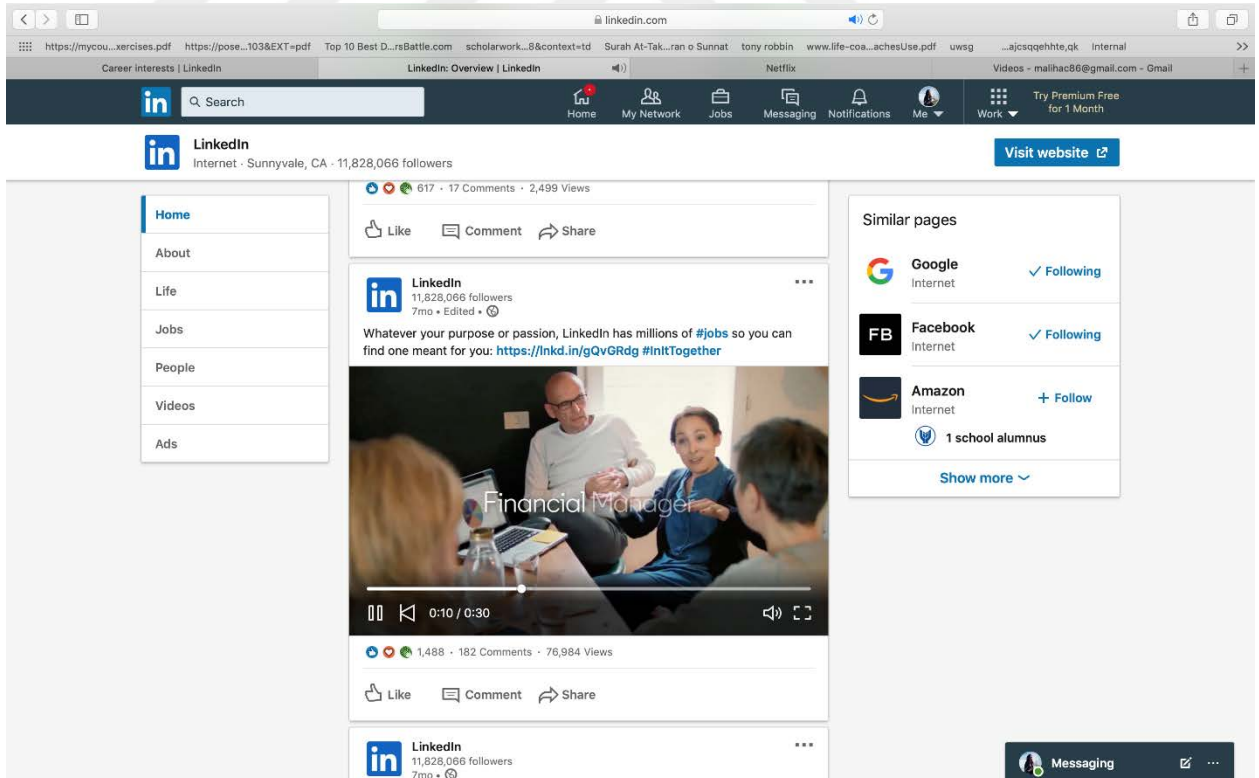 linkedin.com
https://mycou...xercises.pdf https://pose...103&EXT=pdf Top 10 Best D...rsBattle.com scholarwork...8&context=td Surah At-Tak...ran o Sunnat tony robbin www.life-coa...achesUse.pdf uwsg ...ajcsqqehhte,qk Internal >>
Career interests | LinkedIn LinkedIn: Overview | LinkedIn Netflix Videos - malihac86@gmail.com - Gmail
in Search Home My Network Jobs Messaging Notifications Me Work Try Premium Free
for 1 Month
in LinkedIn
Internet · Sunnyvale, CA · 11,828,066 followers
Visit website
Home
About
Life
Jobs
People
Videos
Ads
617 · 17 Comments · 2,499 Views
Like Comment Share
in LinkedIn
11,828,066 followers
7mo • Edited •
Whatever your purpose or passion, LinkedIn has millions of #jobs so you can
find one meant for you: https://lnkd.in/gQvGRdg #InItTogether
Financial Manager
0:10 / 0:30
1,488 · 182 Comments · 76,984 Views
Like Comment Share
in LinkedIn
11,828,066 followers
7mo •
Similar pages
Google
Internet
Following
FB Facebook
Internet
Following
Amazon
Internet
+ Follow
1 school alumnus
Show more
Messaging